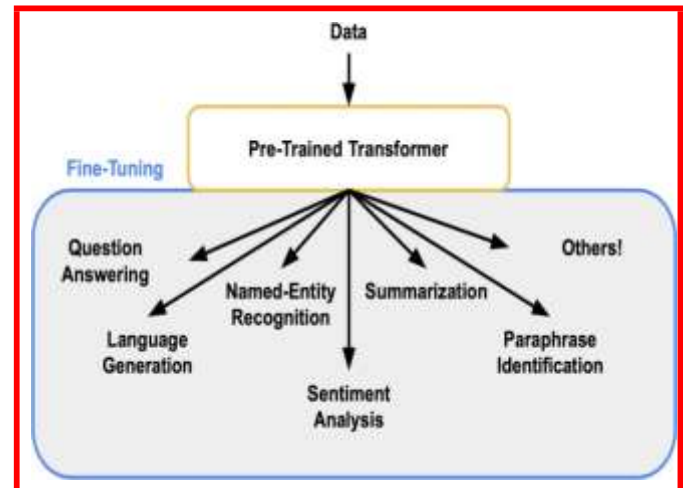 Data
Pre-Trained Transformer
Fine-Tuning
Question
Answering
Others!
Named-Entity
Recognition
Summarization
Language
Generation
Paraphrase
Identification
Sentiment
Analysis